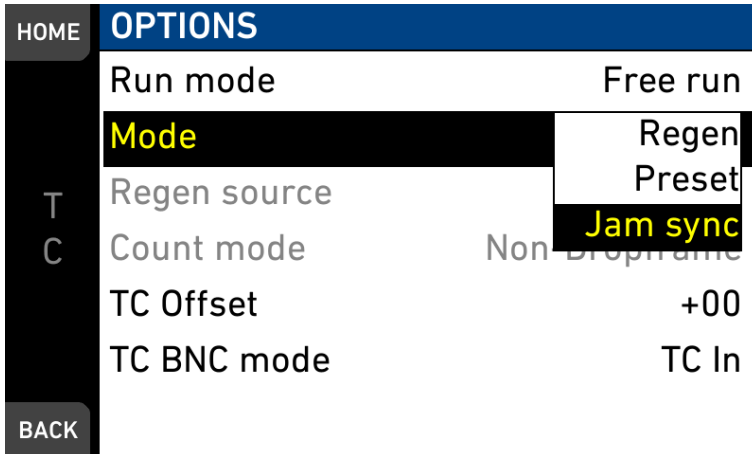 HOME
OPTIONS
Run mode Free run
Mode Regen
Preset
Regen source
Jam sync
Count mode Non-Dropframe
TC Offset +00
TC BNC mode TC In
TC
BACK